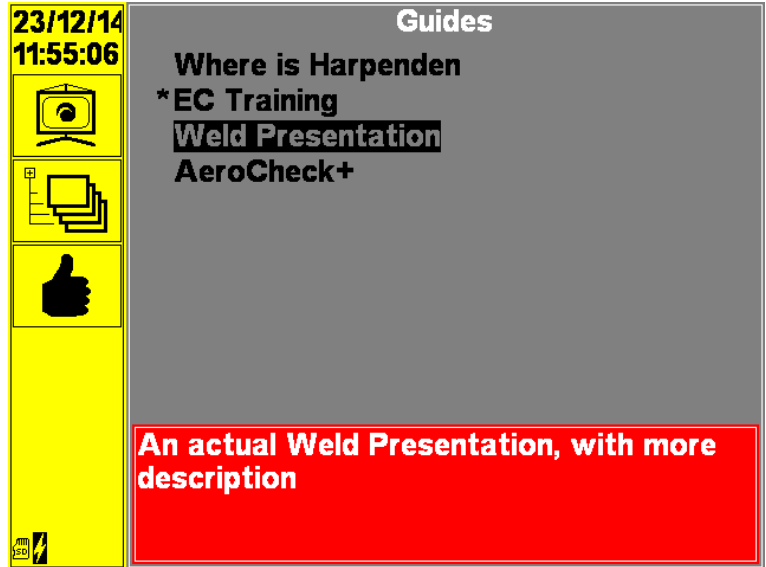 23/12/14
11:55:06
Guides
Where is Harpenden
*EC Training
Weld Presentation
AeroCheck+
An actual Weld Presentation, with more
description
SD